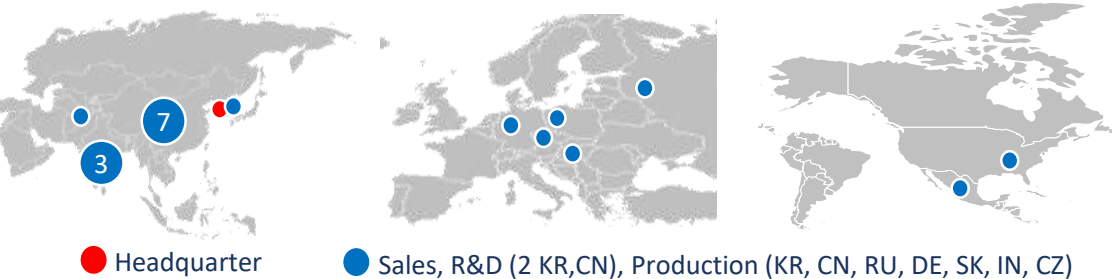 7
3
Headquarter
Sales, R&D (2 KR,CN), Production (KR, CN, RU, DE, SK, IN, CZ)